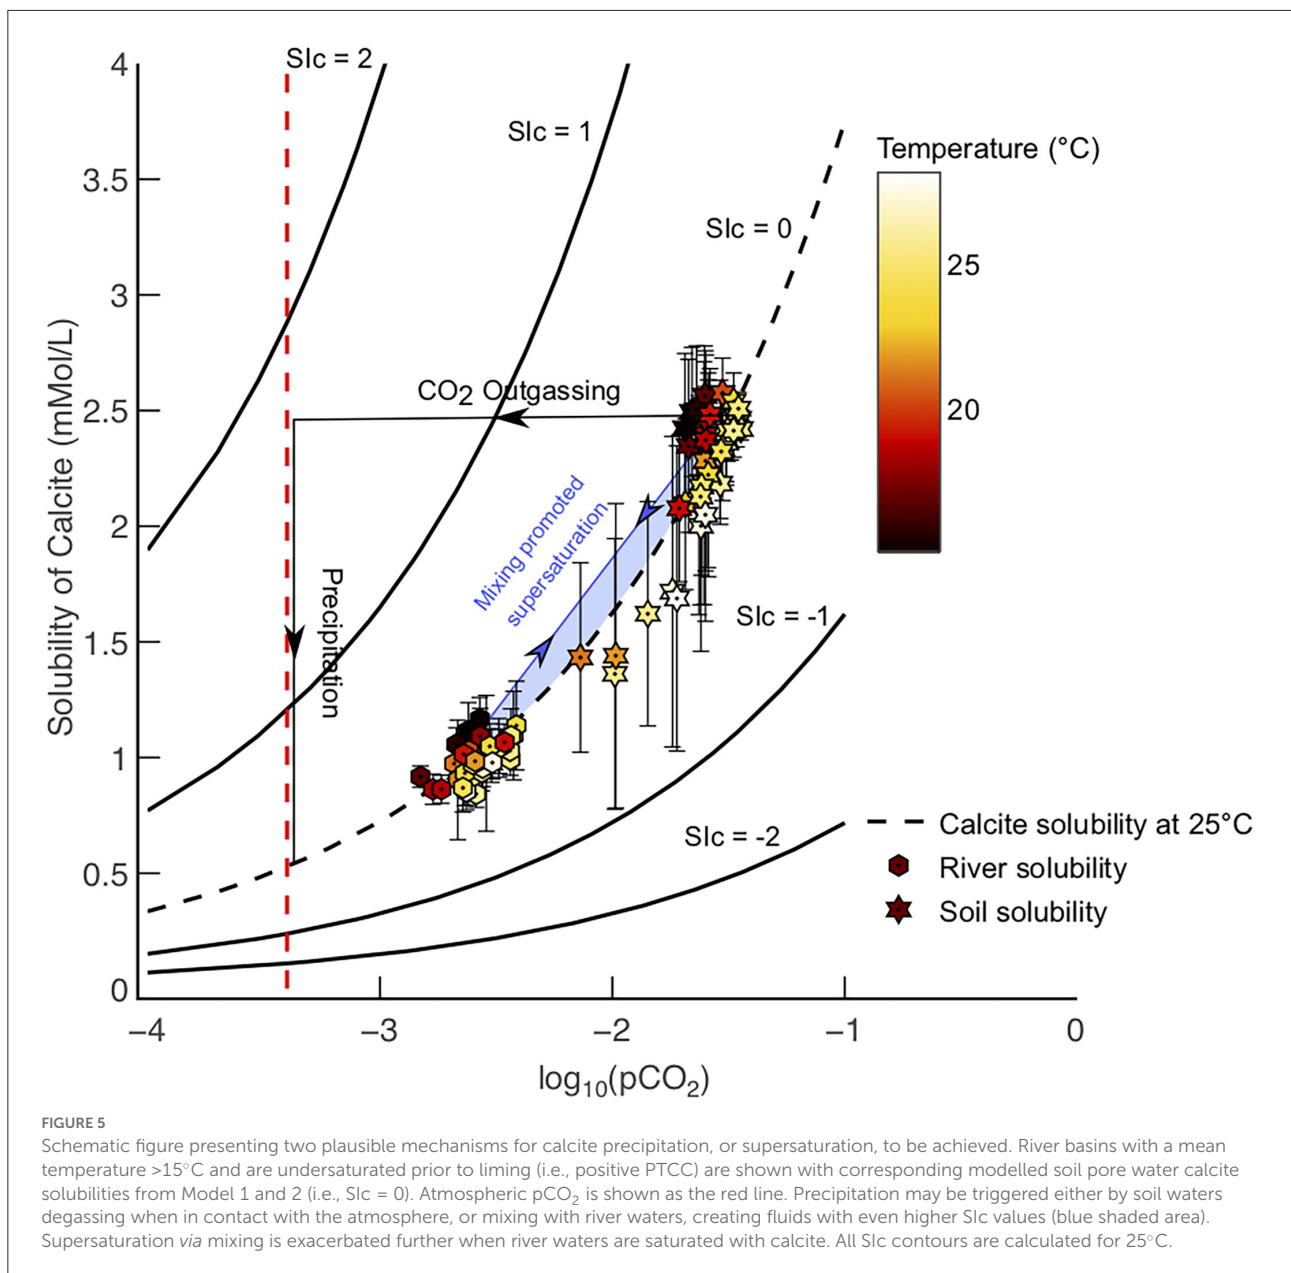 SIc = 2
4
SIc = 1
Temperature (°C)
3.5
SIc = 0
25
3
CO2 Outgassing
2.5
20
Mixing promoted
supersaturation
2
Precipitation
SIc = -1
1.5
1
SIc = -2
Calcite solubility at 25°C
River solubility
0.5
Soil solubility
0
Solubility of Calcite (mMol/L)
−4 −3 −2 −1 0
log10(pCO2)
FIGURE 5
Schematic figure presenting two plausible mechanisms for calcite precipitation, or supersaturation, to be achieved. River basins with a mean
temperature >15°C and are undersaturated prior to liming (i.e., positive PTCC) are shown with corresponding modelled soil pore water calcite
solubilities from Model 1 and 2 (i.e., SIc = 0). Atmospheric pCO2 is shown as the red line. Precipitation may be triggered either by soil waters
degassing when in contact with the atmosphere, or mixing with river waters, creating fluids with even higher SIc values (blue shaded area).
Supersaturation via mixing is exacerbated further when river waters are saturated with calcite. All SIc contours are calculated for 25°C.